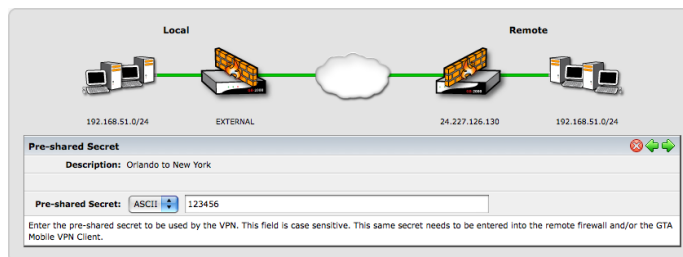 Local Remote
192.168.51.0/24 EXTERNAL 24.227.126.130 192.168.51.0/24
Pre-shared Secret
Description: Orlando to New York
Pre-shared Secret: ASCII 123456
Enter the pre-shared secret to be used by the VPN. This field is case sensitive. This same secret needs to be entered into the remote firewall and/or the GTA
Mobile VPN Client.